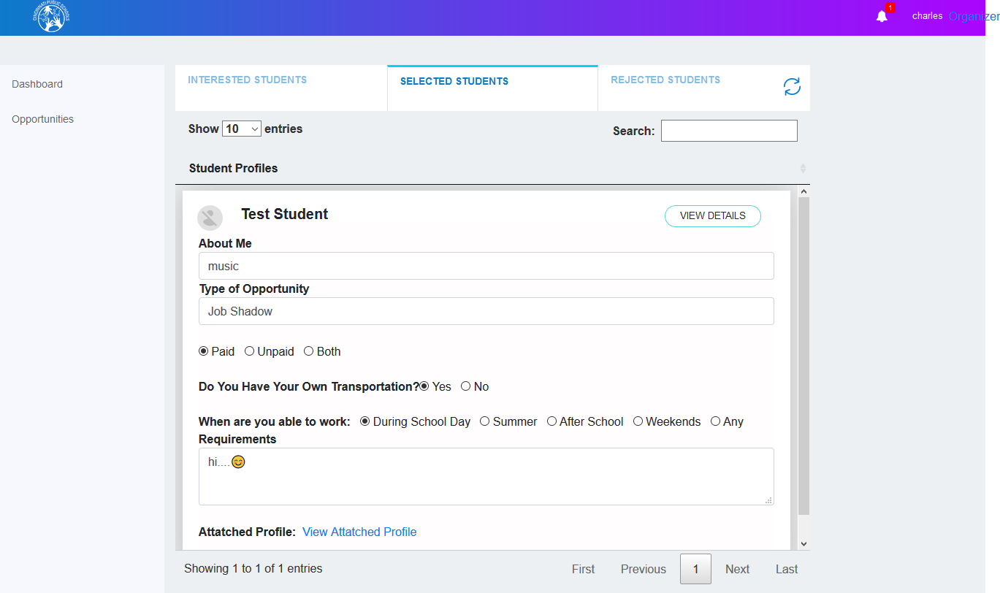 CINCINNATI PUBLIC SCHOOLS
1
charles Organizer
Dashboard
Opportunities
INTERESTED STUDENTS
SELECTED STUDENTS
REJECTED STUDENTS
Show 10 entries
Search:
Student Profiles
Test Student
VIEW DETAILS
About Me
music
Type of Opportunity
Job Shadow
Paid Unpaid Both
Do You Have Your Own Transportation? Yes No
When are you able to work: During School Day Summer After School Weekends Any
Requirements
hi....😊
Attatched Profile: View Attatched Profile
Showing 1 to 1 of 1 entries
First Previous 1 Next Last